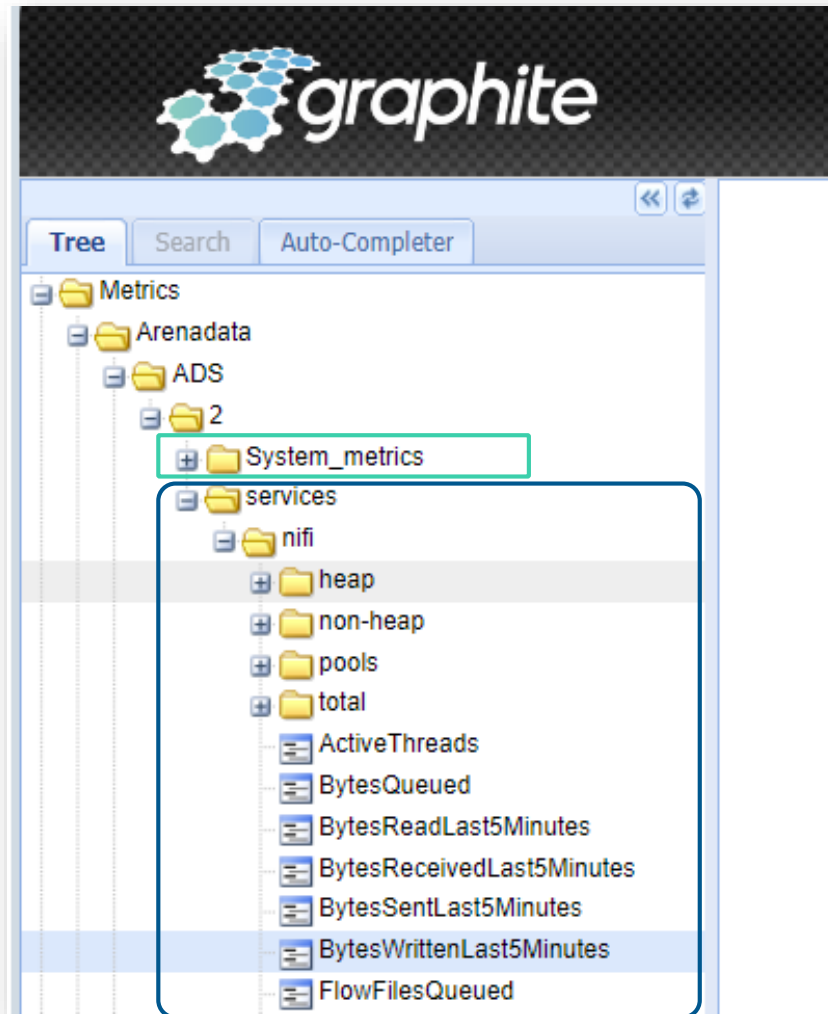 graphite
Tree Search Auto-Completer
Metrics
Arenadata
ADS
2
System_metrics
services
nifi
heap
non-heap
pools
total
ActiveThreads
BytesQueued
BytesReadLast5Minutes
BytesReceivedLast5Minutes
BytesSentLast5Minutes
BytesWrittenLast5Minutes
FlowFilesQueued